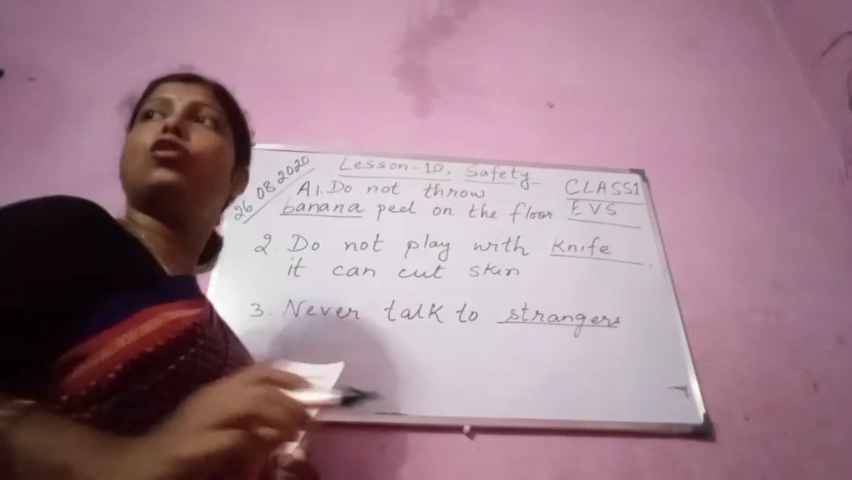 26 08 2020
Lesson-10, Safety
CLASS1
EVS
A1. Do not throw
banana peel on the floor
2. Do not play with knife
it can cut skin
3. Never talk to strangers